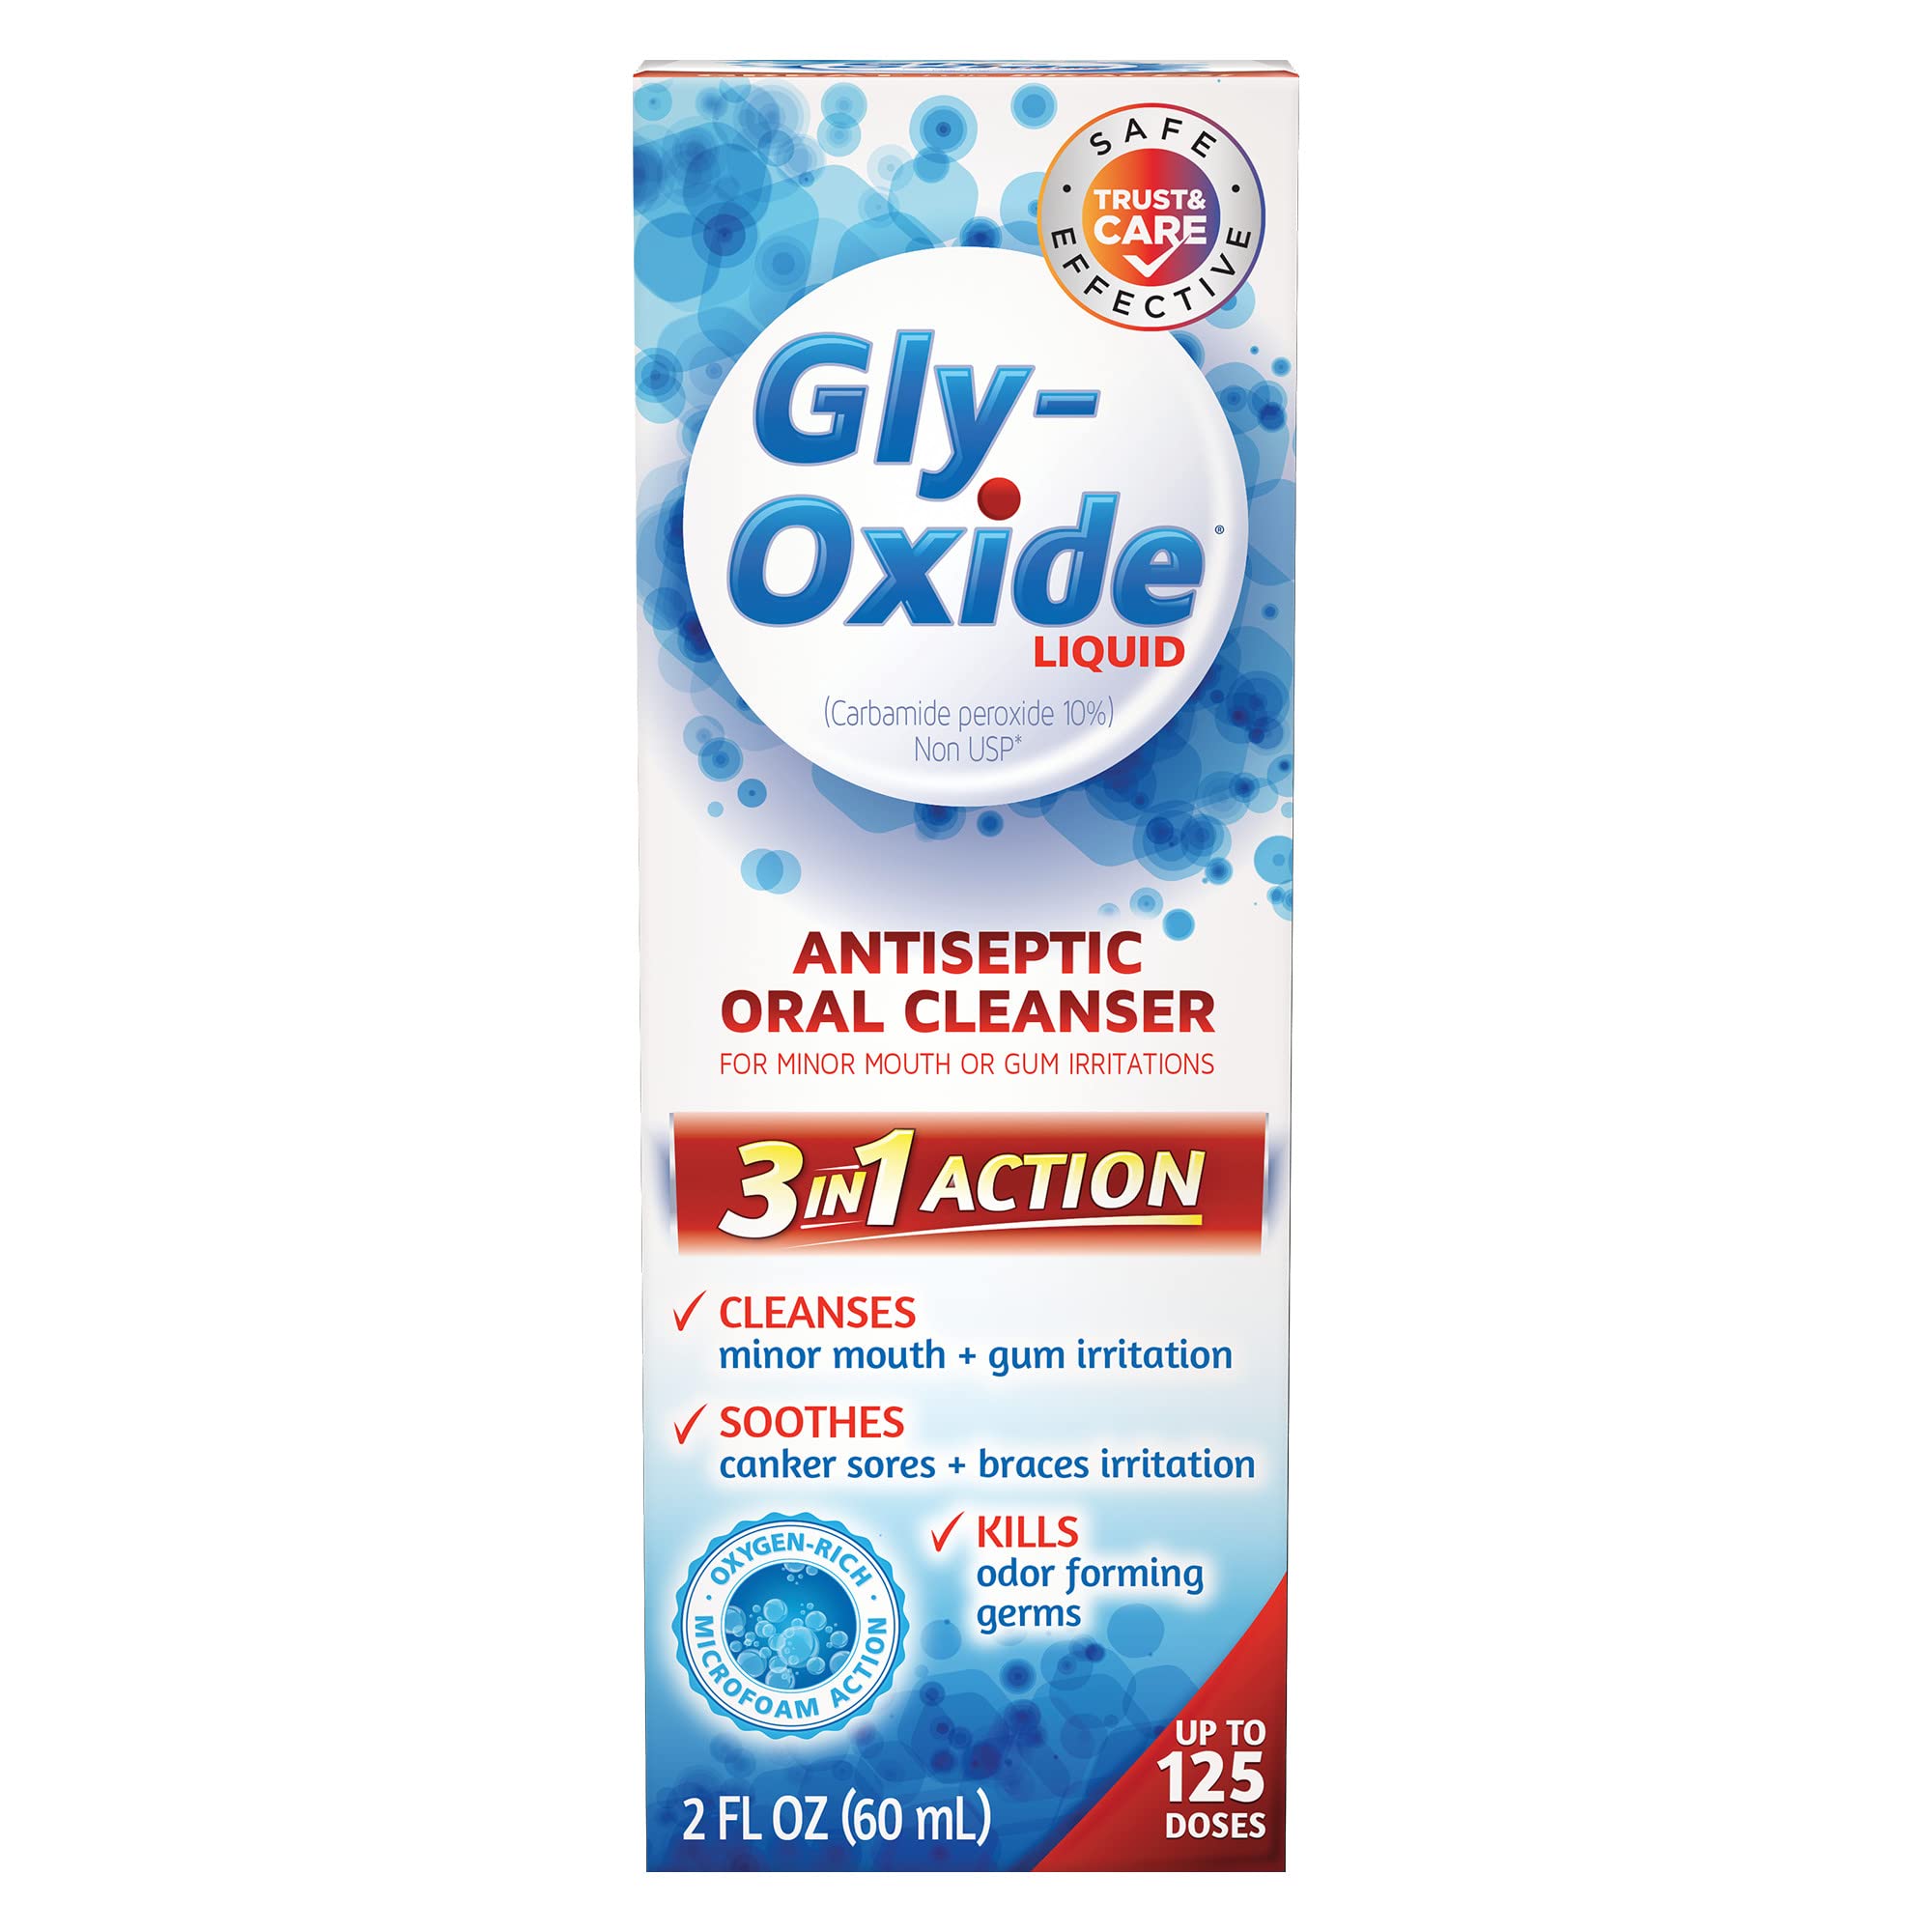 SAFE
TRUST&
CARE
EFFECTIVE
Gly-
Oxide®
LIQUID
(Carbamide peroxide 10%)
Non USP*
ANTISEPTIC
ORAL CLEANSER
FOR MINOR MOUTH OR GUM IRRITATIONS
3 IN 1 ACTION
CLEANSES
minor mouth + gum irritation
SOOTHES
canker sores + braces irritation
KILLS
odor forming
germs
OXYGEN-RICH
MICROFOAM ACTION
UP TO
125
DOSES
2 FL OZ (60 mL)